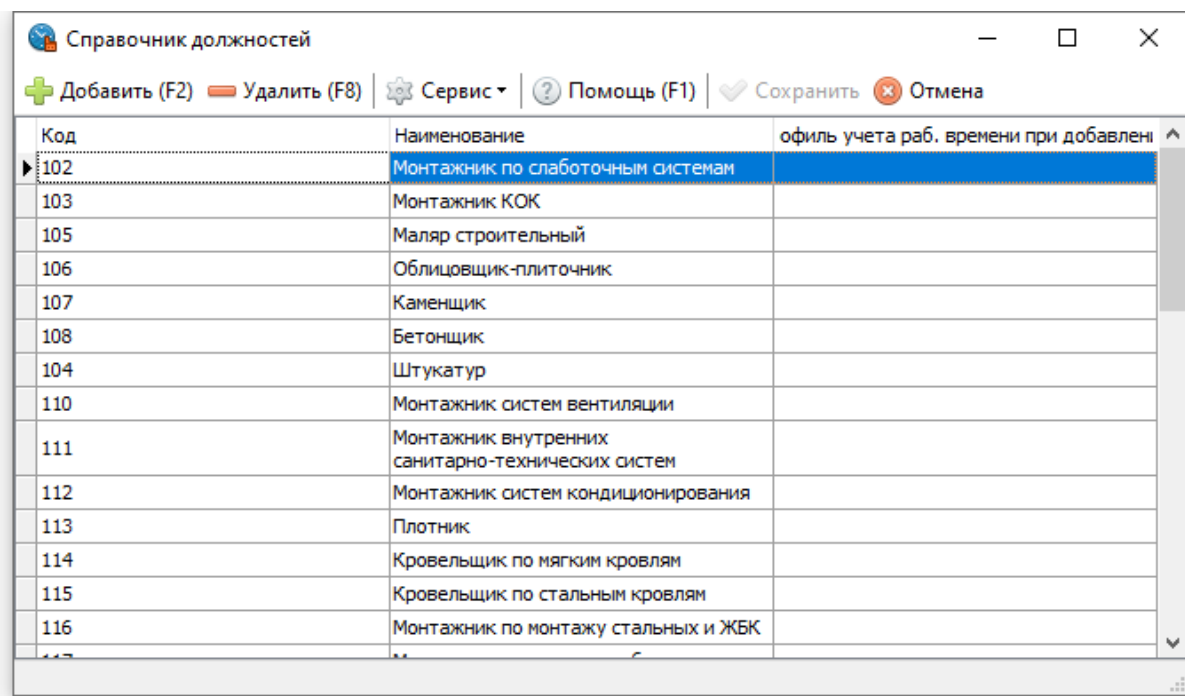 Справочник должностей
Добавить (F2) Удалить (F8) Сервис Помощь (F1) Сохранить Отмена
Код Наименование офиль учета раб. времени при добавлени
102 Монтажник по слаботочным системам
103 Монтажник КОК
105 Маляр строительный
106 Облицовщик-плиточник
107 Каменщик
108 Бетонщик
104 Штукатур
110 Монтажник систем вентиляции
111 Монтажник внутренних
санитарно-технических систем
112 Монтажник систем кондиционирования
113 Плотник
114 Кровельщик по мягким кровлям
115 Кровельщик по стальным кровлям
116 Монтажник по монтажу стальных и ЖБК